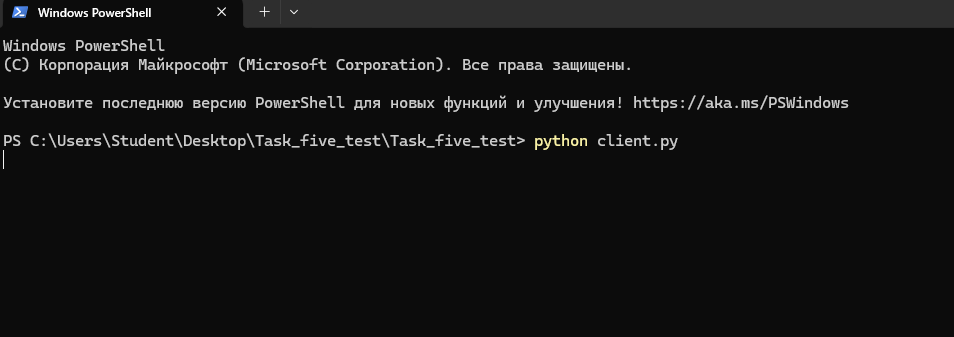 Windows PowerShell
Windows PowerShell
(C) Корпорация Майкрософт (Microsoft Corporation). Все права защищены.
Установите последнюю версию PowerShell для новых функций и улучшения! https://aka.ms/PSWindows
PS C:\Users\Student\Desktop\Task_five_test\Task_five_test> python client.py